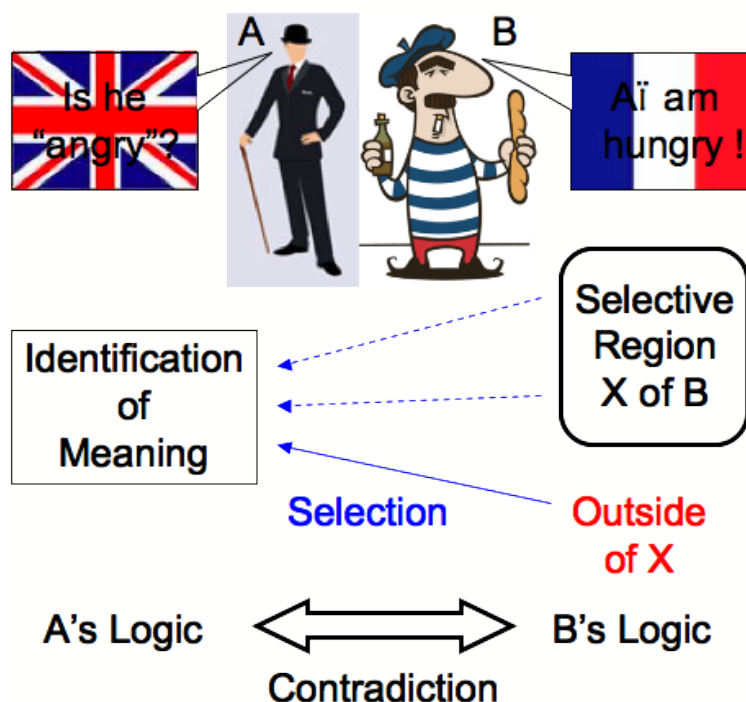 A
B
Is he
“angry”?
Aï am
hungry !
Selective
Region
X of B
Identification
of
Meaning
Selection
Outside
of X
A's Logic
B's Logic
Contradiction